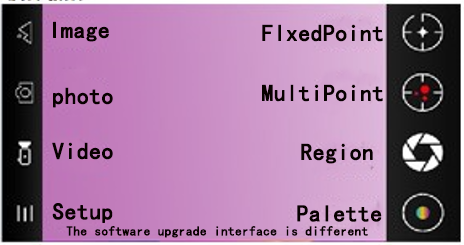 Image
FIxedPoint
photo
MultiPoint
Video
Region
Setup
Palette
The software upgrade interface is different